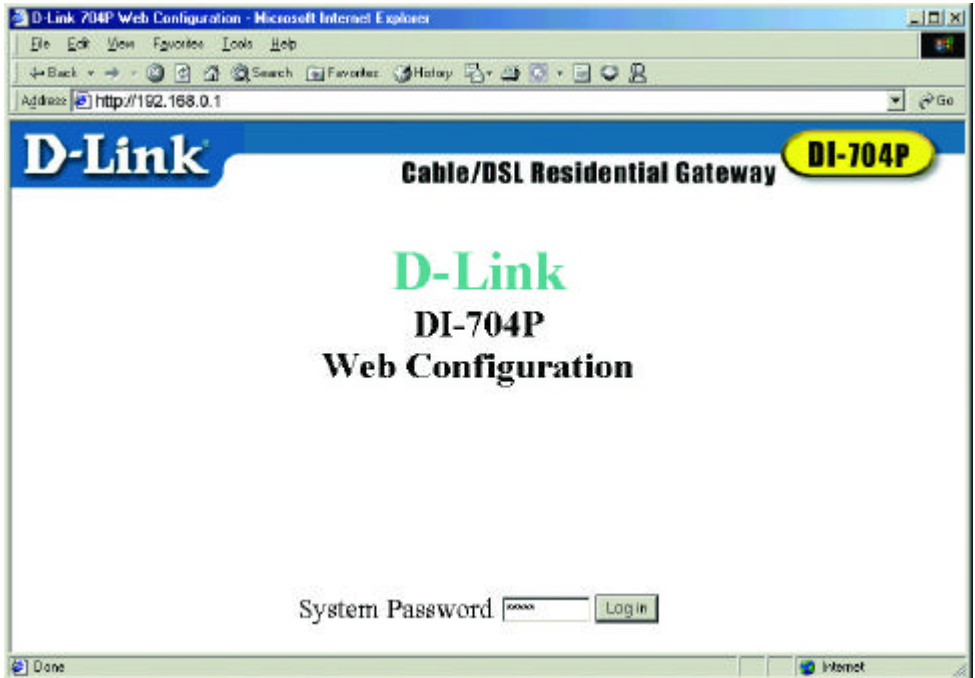 D-Link 704P Web Configuration - Microsoft Internet Explorer
File Edit View Favorites Tools Help
Back Search Favorites History
Address http://192.168.0.1 Go
D-Link
Cable/DSL Residential Gateway
DI-704P
D-Link
DI-704P
Web Configuration
System Password ××××× Log in
Done Internet